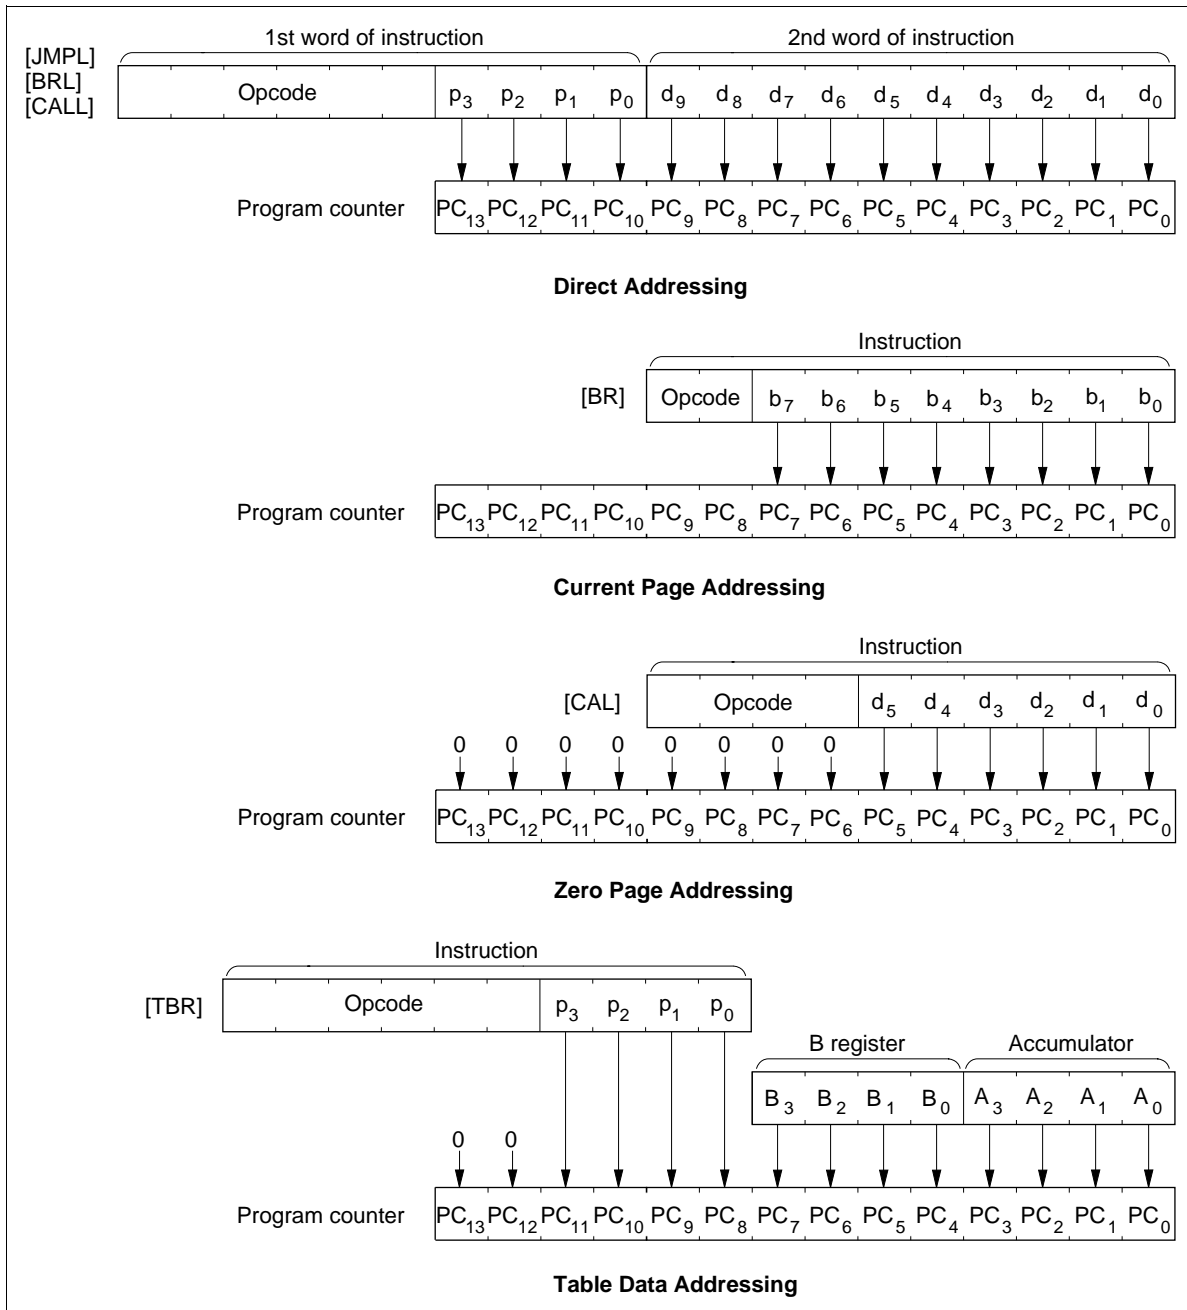 1st word of instruction 2nd word of instruction
[JMPL]
[BRL]
[CALL]
Opcode p3 p2 p1 p0 d9 d8 d7 d6 d5 d4 d3 d2 d1 d0
Program counter PC13 PC12 PC11 PC10 PC9 PC8 PC7 PC6 PC5 PC4 PC3 PC2 PC1 PC0
Direct Addressing
Instruction
[BR] Opcode b7 b6 b5 b4 b3 b2 b1 b0
Program counter PC13 PC12 PC11 PC10 PC9 PC8 PC7 PC6 PC5 PC4 PC3 PC2 PC1 PC0
Current Page Addressing
Instruction
[CAL] Opcode d5 d4 d3 d2 d1 d0
0 0 0 0 0 0 0 0
Program counter PC13 PC12 PC11 PC10 PC9 PC8 PC7 PC6 PC5 PC4 PC3 PC2 PC1 PC0
Zero Page Addressing
Instruction
[TBR] Opcode p3 p2 p1 p0
B register Accumulator
B3 B2 B1 B0 A3 A2 A1 A0
0 0
Program counter PC13 PC12 PC11 PC10 PC9 PC8 PC7 PC6 PC5 PC4 PC3 PC2 PC1 PC0
Table Data Addressing